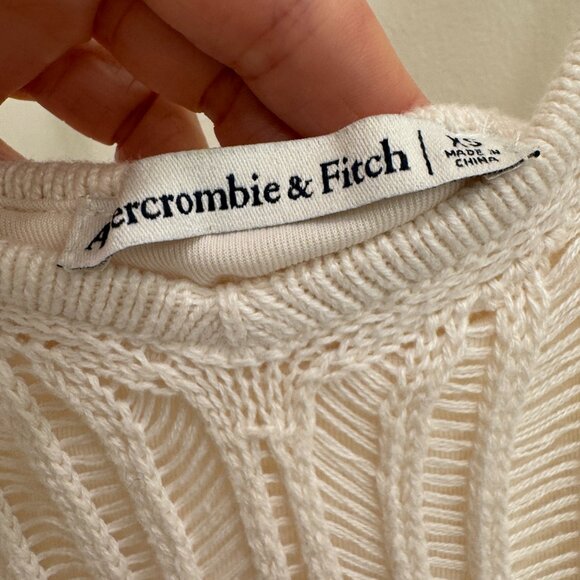 Abercrombie & Fitch | XS
MADE IN
CHINA